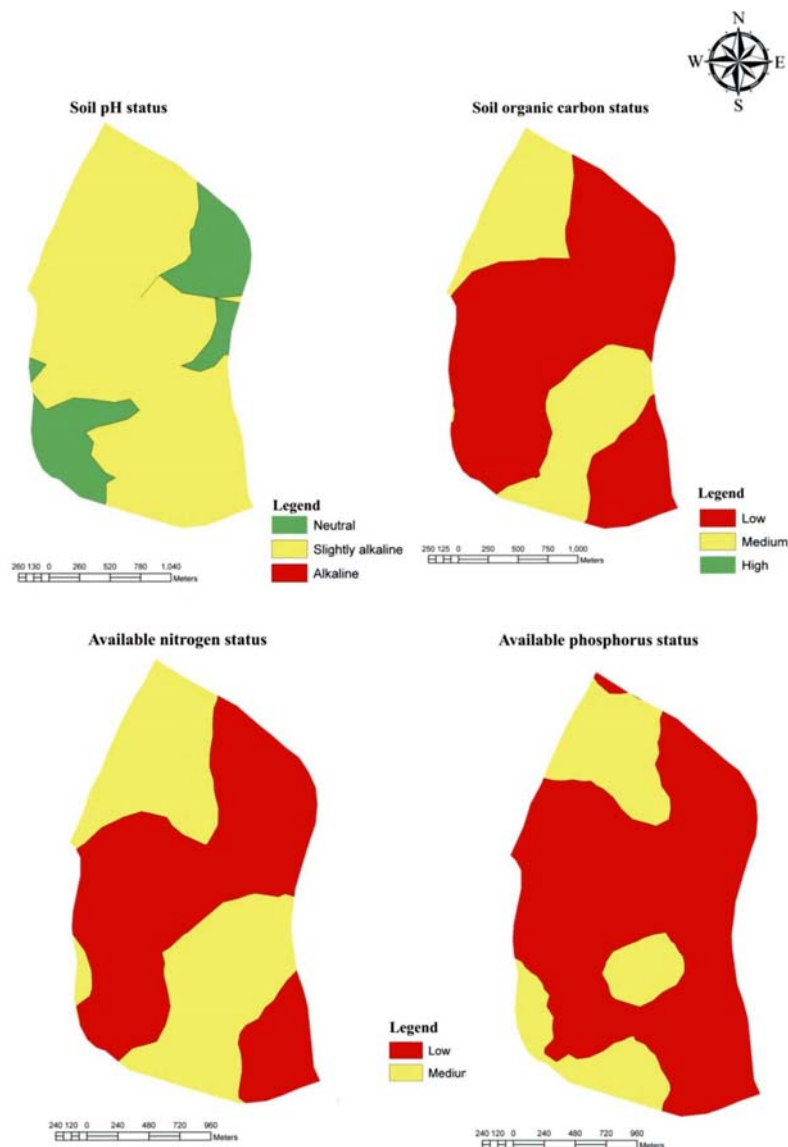 N
W E
S
Soil pH status
Soil organic carbon status
Legend
Neutral
Slightly alkaline
Alkaline
260 130 0 260 520 780 1,040
Meters
Legend
Low
Medium
High
250 125 0 250 500 750 1,000
Meters
Available nitrogen status
Available phosphorus status
Legend
Low
Mediur
240 120 0 240 480 720 960
Meters
240 120 0 240 480 720 960
Meters